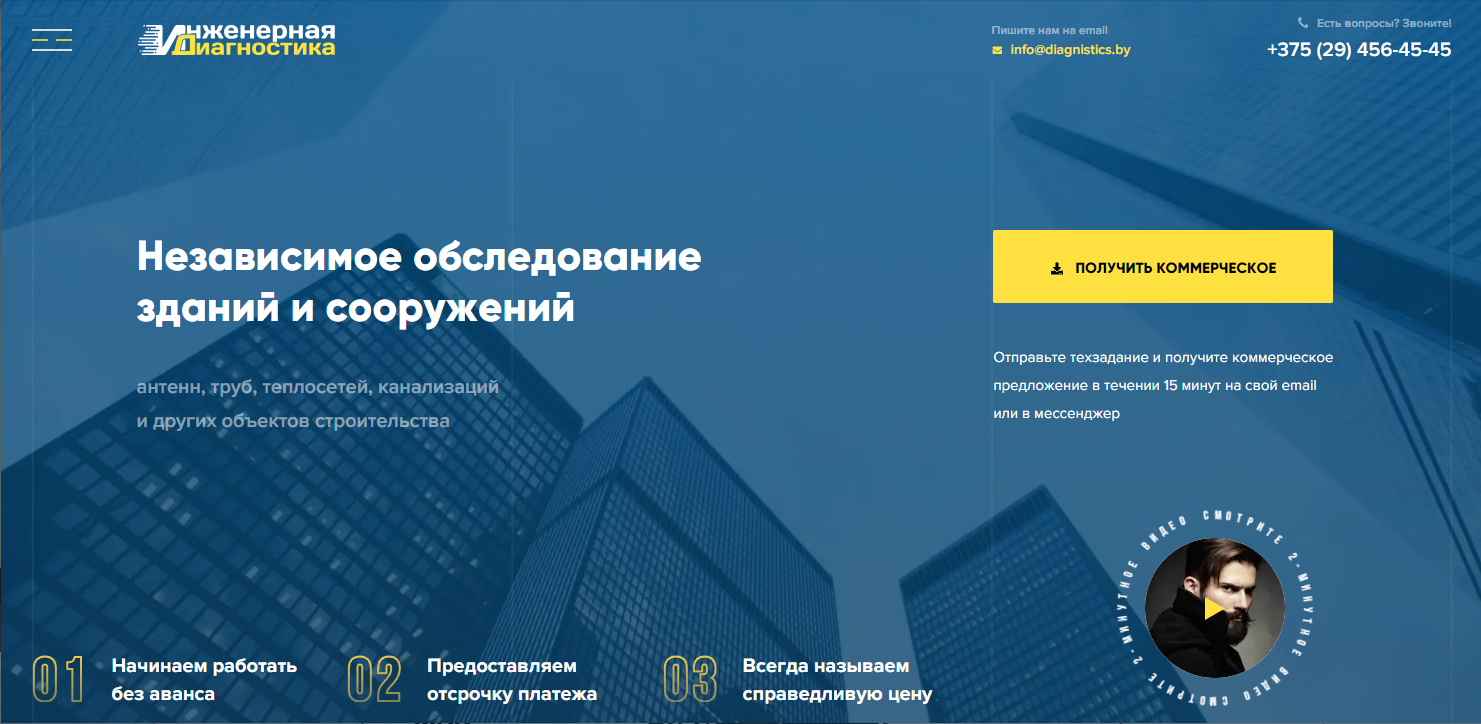 Инженерная
Диагностика
Пишите нам на email
info@diagnistics.by
Есть вопросы? Звоните!
+375 (29) 456-45-45
Независимое обследование
зданий и сооружений
антенн, труб, теплосетей, канализаций
и других объектов строительства
ПОЛУЧИТЬ КОММЕРЧЕСКОЕ
Отправьте техзадание и получите коммерческое
предложение в течении 15 минут на свой email
или в мессенджер
СМОТРИТЕ 2-МИНУТНОЕ ВИДЕО СМОТРИТЕ 2-МИНУТНОЕ ВИДЕО
01
Начинаем работать
без аванса
02
Предоставляем
отсрочку платежа
03
Всегда называем
справедливую цену